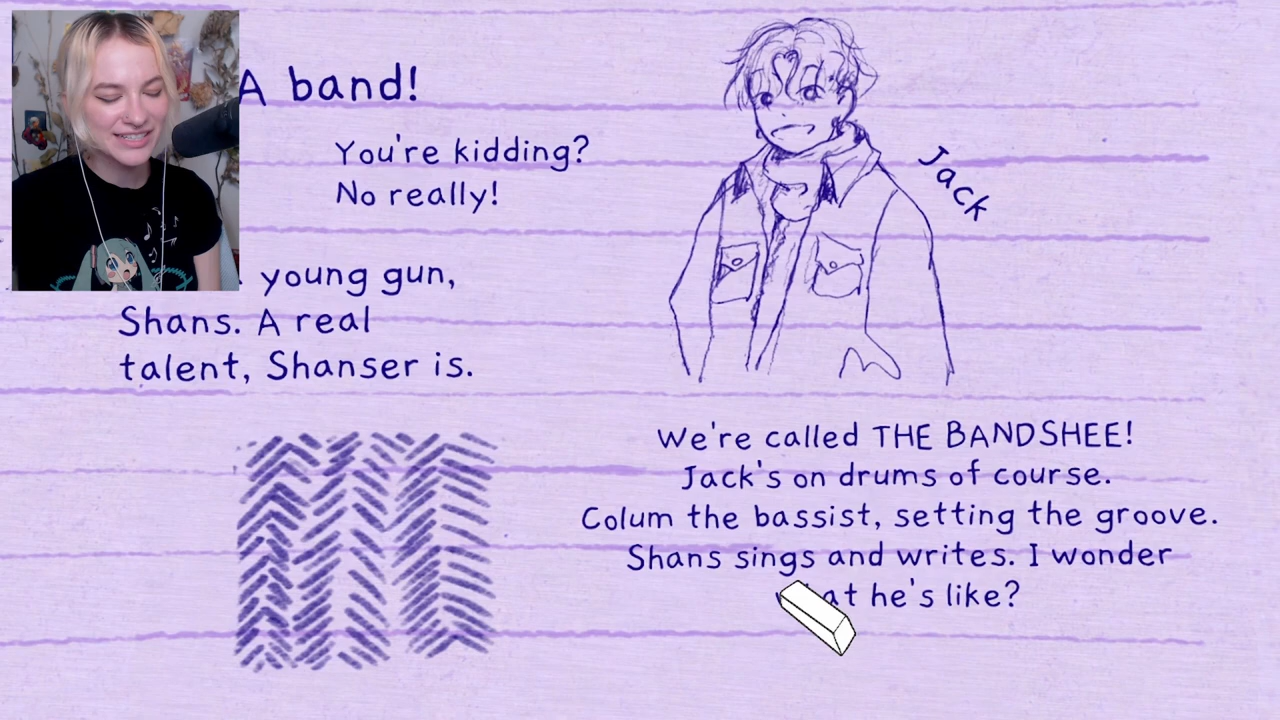 A band!
You're kidding?
No really!
young gun,
Shans. A real
talent, Shanser is.
Jack
We're called THE BANDSHEE!
Jack's on drums of course.
Colum the bassist, setting the groove.
Shans sings and writes. I wonder
he's like?